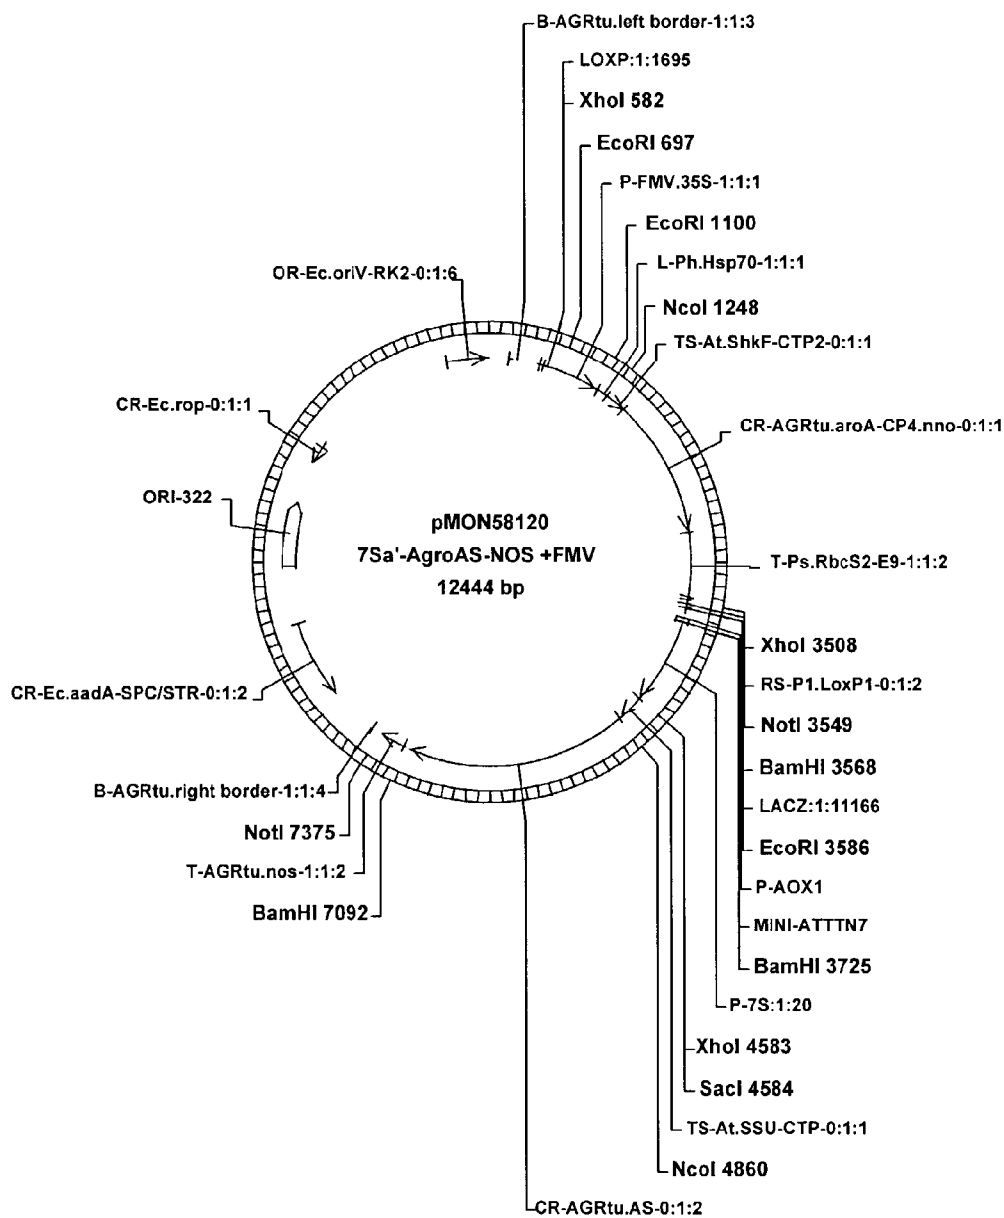 B-AGRtu.left border-1:1:3
LOXP:1:1695
XhoI 582
EcoRI 697
P-FMV.35S-1:1:1
EcoRI 1100
L-Ph.Hsp70-1:1:1
NcoI 1248
TS-At.ShkF-CTP2-0:1:1
OR-Ec.oriV-RK2-0:1:6
CR-Ec.rop-0:1:1
CR-AGRtu.aroA-CP4.nno-0:1:1
ORI-322
pMON58120
7Sa'-AgroAS-NOS +FMV
12444 bp
T-Ps.RbcS2-E9-1:1:2
XhoI 3508
RS-P1.LoxP1-0:1:2
NotI 3549
BamHI 3568
LACZ:1:11166
EcoRI 3586
P-AOX1
MINI-ATTTN7
BamHI 3725
CR-Ec.aadA-SPC/STR-0:1:2
B-AGRtu.right border-1:1:4
NotI 7375
T-AGRtu.nos-1:1:2
BamHI 7092
P-7S:1:20
XhoI 4583
SacI 4584
TS-At.SSU-CTP-0:1:1
NcoI 4860
CR-AGRtu.AS-0:1:2